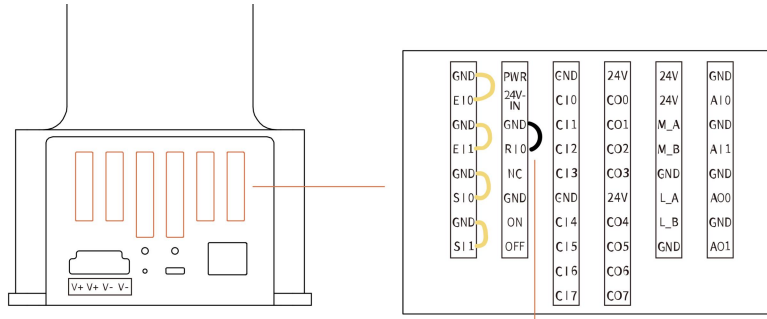 V+ V+ V- V-
GND
EI0
GND
EI1
GND
SI0
GND
SI1
PWR
24V-
IN
GND
RI0
NC
GND
ON
OFF
GND
CI0
CI1
CI2
CI3
GND
CI4
CI5
CI6
CI7
24V
CO0
CO1
CO2
CO3
24V
CO4
CO5
CO6
CO7
24V
24V
M_A
M_B
GND
L_A
L_B
GND
GND
AI0
GND
AI1
GND
AO0
GND
AO1